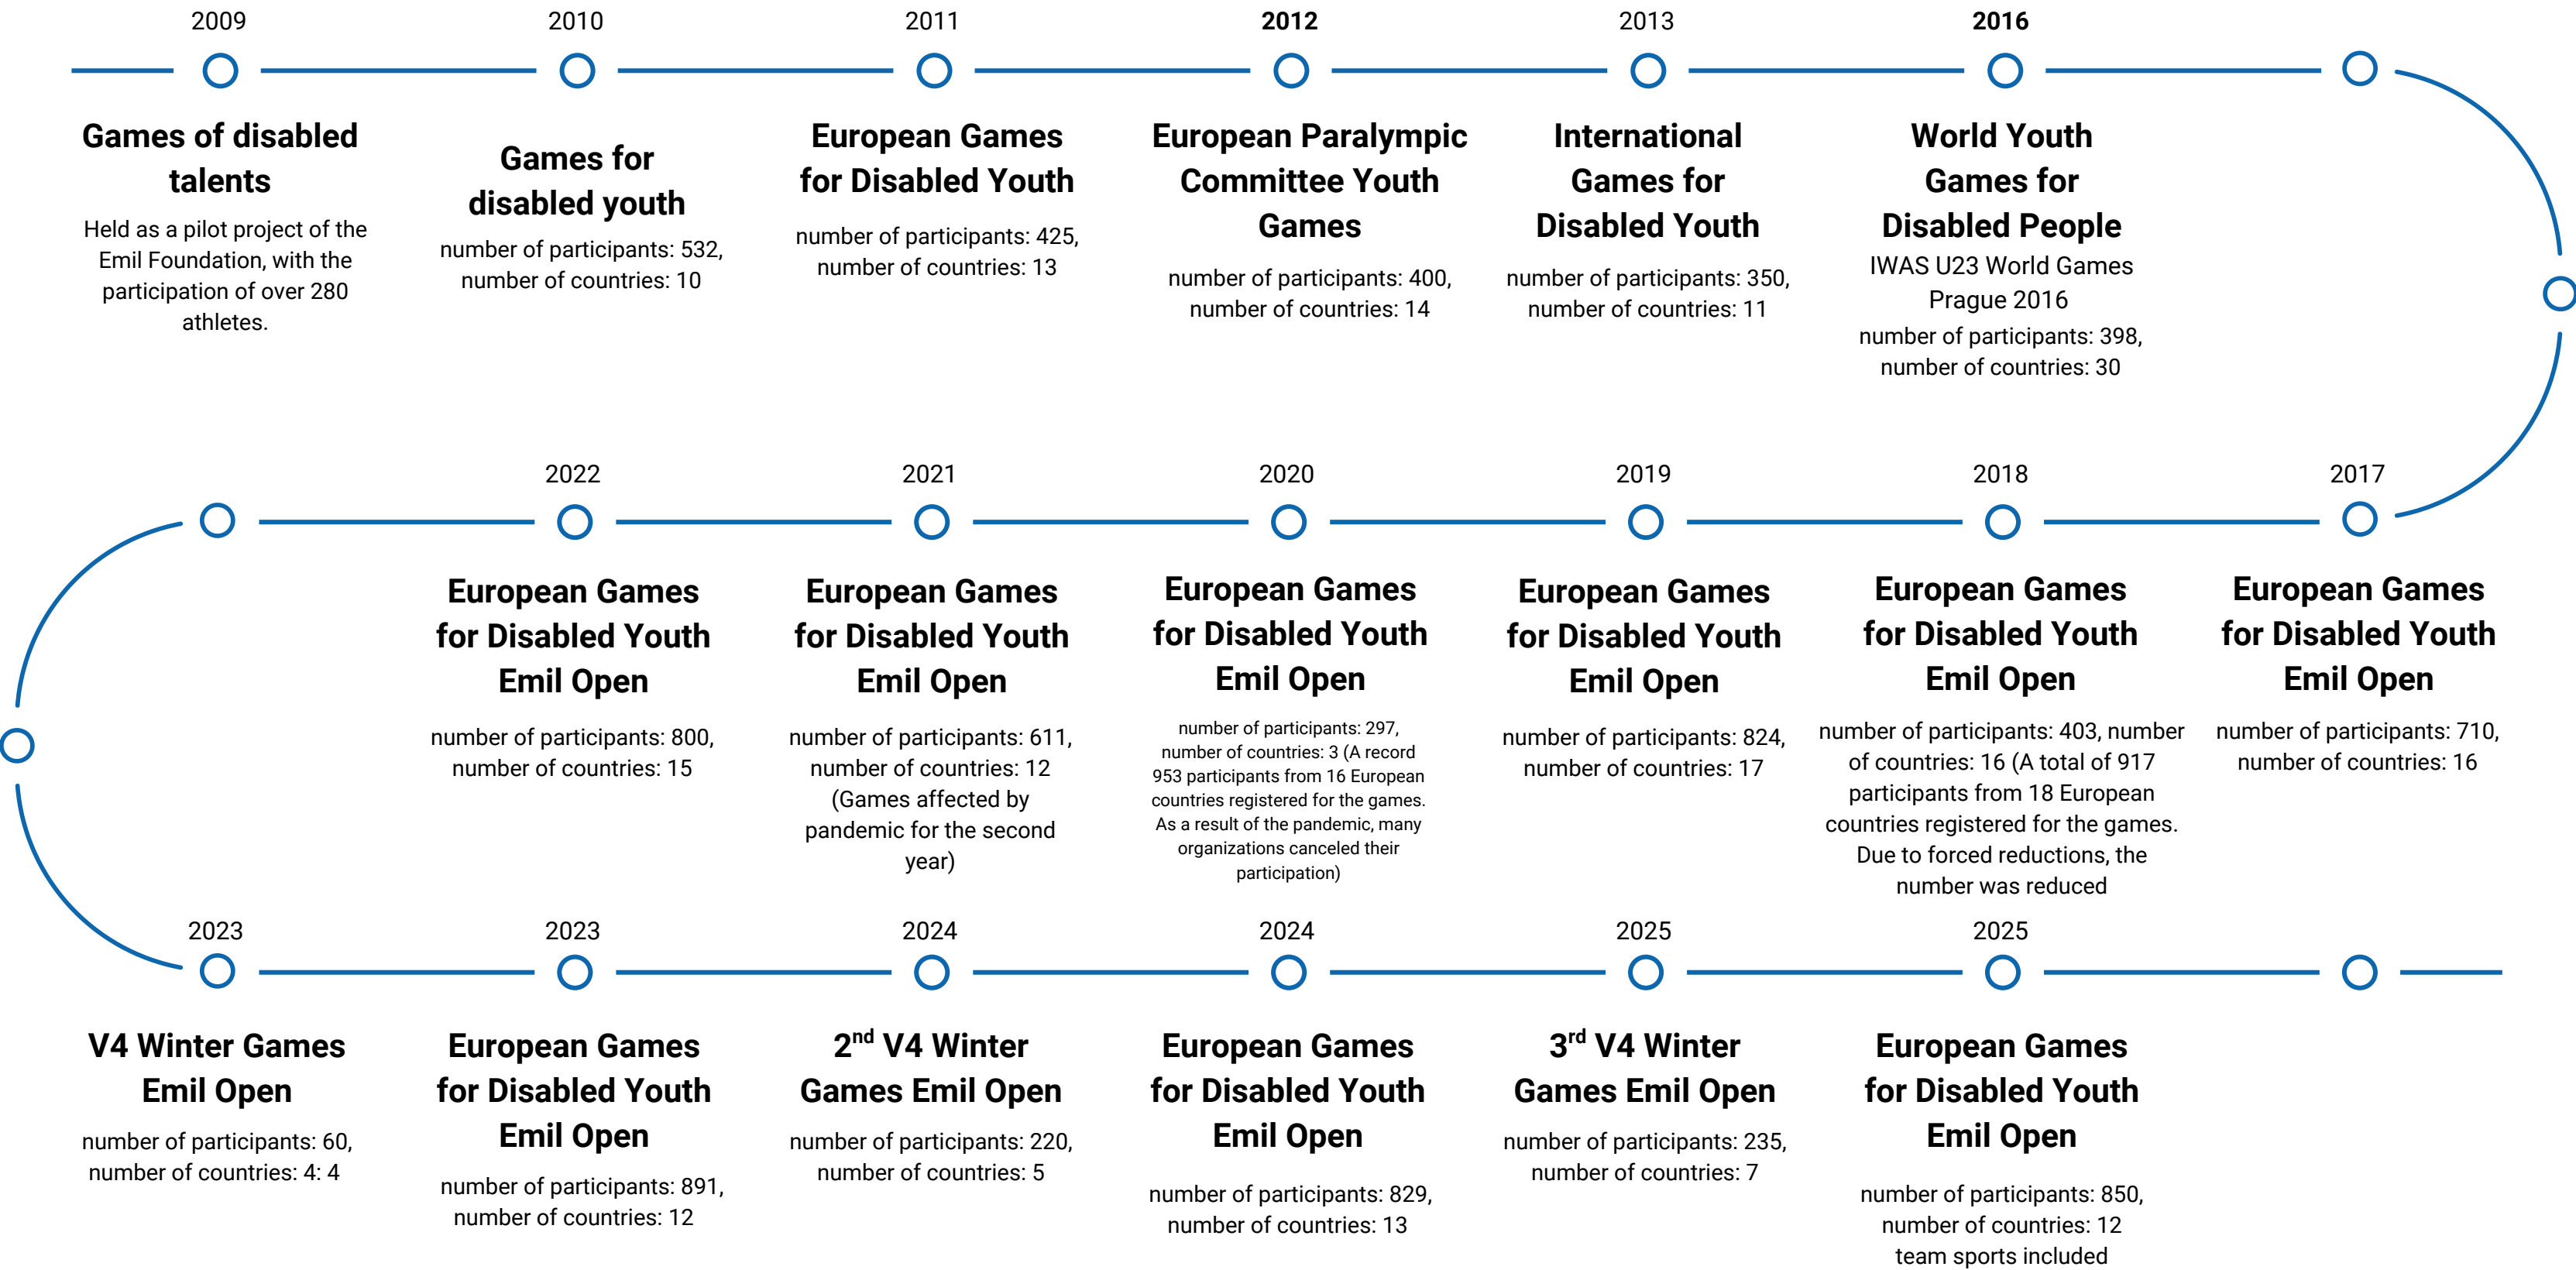 2009
Games of disabled
talents
Held as a pilot project of the
Emil Foundation, with the
participation of over 280
athletes.
2010
Games for
disabled youth
number of participants: 532,
number of countries: 10
2011
European Games
for Disabled Youth
number of participants: 425,
number of countries: 13
2012
European Paralympic
Committee Youth
Games
number of participants: 400,
number of countries: 14
2013
International
Games for
Disabled Youth
number of participants: 350,
number of countries: 11
2016
World Youth
Games for
Disabled People
IWAS U23 World Games
Prague 2016
number of participants: 398,
number of countries: 30
2017
European Games
for Disabled Youth
Emil Open
number of participants: 710,
number of countries: 16
2018
European Games
for Disabled Youth
Emil Open
number of participants: 403, number
of countries: 16 (A total of 917
participants from 18 European
countries registered for the games.
Due to forced reductions, the
number was reduced
2019
European Games
for Disabled Youth
Emil Open
number of participants: 824,
number of countries: 17
2020
European Games
for Disabled Youth
Emil Open
number of participants: 297,
number of countries: 3 (A record
953 participants from 16 European
countries registered for the games.
As a result of the pandemic, many
organizations canceled their
participation)
2021
European Games
for Disabled Youth
Emil Open
number of participants: 611,
number of countries: 12
(Games affected by
pandemic for the second
year)
2022
European Games
for Disabled Youth
Emil Open
number of participants: 800,
number of countries: 15
2023
V4 Winter Games
Emil Open
number of participants: 60,
number of countries: 4: 4
2023
European Games
for Disabled Youth
Emil Open
number of participants: 891,
number of countries: 12
2024
2nd V4 Winter
Games Emil Open
number of participants: 220,
number of countries: 5
2024
European Games
for Disabled Youth
Emil Open
number of participants: 829,
number of countries: 13
2025
3rd V4 Winter
Games Emil Open
number of participants: 235,
number of countries: 7
2025
European Games
for Disabled Youth
Emil Open
number of participants: 850,
number of countries: 12
team sports included